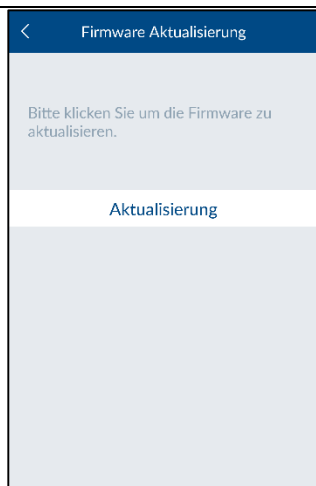 Firmware Aktualisierung
Bitte klicken Sie um die Firmware zu
aktualisieren.
Aktualisierung